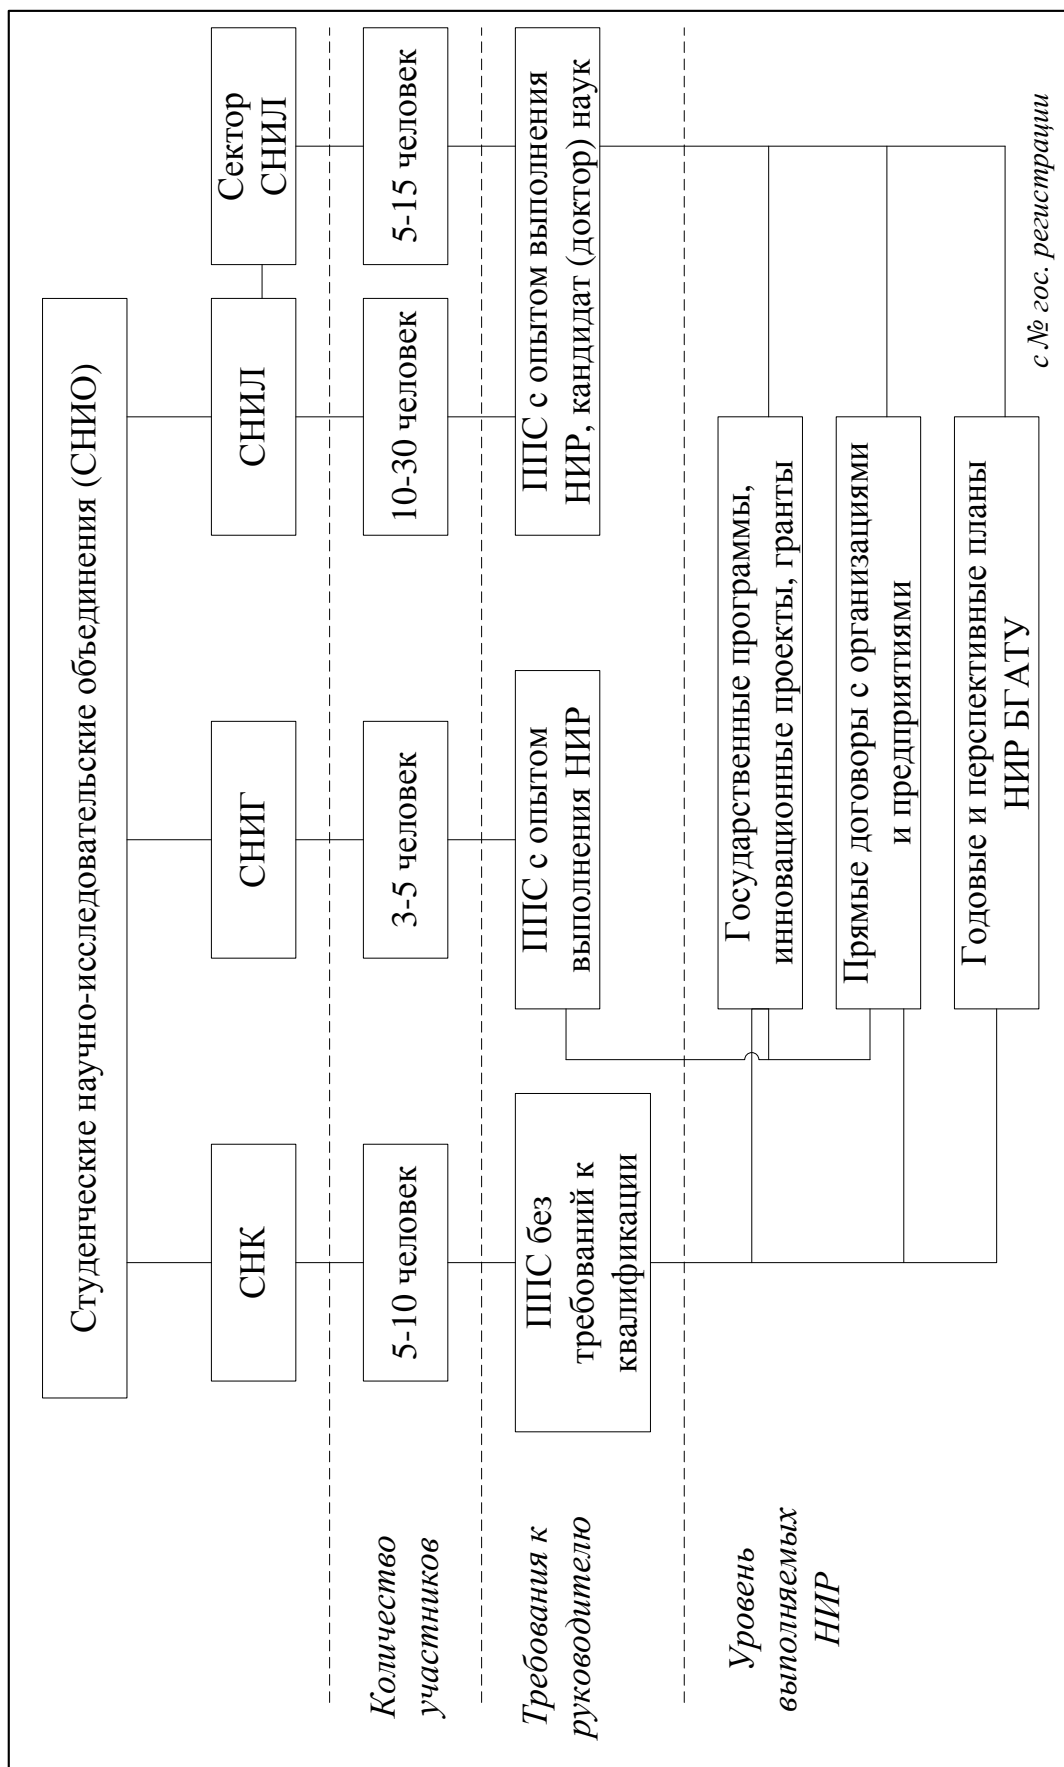 Студенческие научно-исследовательские объединения (СНИО)
СНК
СНИГ
СНИЛ
Сектор
СНИЛ
Количество
участников
5-10 человек
3-5 человек
10-30 человек
5-15 человек
Требования к
руководителю
ППС без
требований к
квалификации
ППС с опытом
выполнения НИР
ППС с опытом выполнения
НИР, кандидат (доктор) наук
Уровень
выполняемых
НИР
Государственные программы,
инновационные проекты, гранты
Прямые договоры с организациями
и предприятиями
Годовые и перспективные планы
НИР БГАТУ
с № гос. регистрации